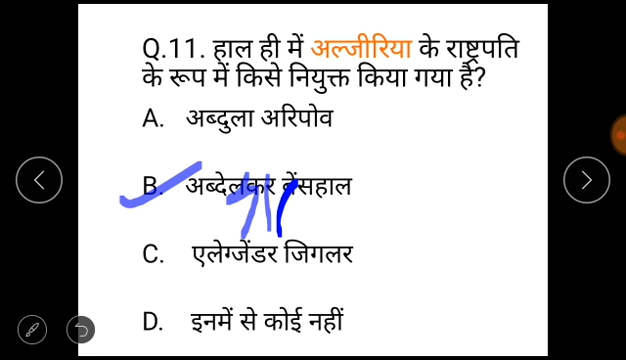 Q.11. हाल ही में अल्जीरिया के राष्ट्रपति
के रूप में किसे नियुक्त किया गया है?
A. अब्दुला अरिपोव
B. अब्देलकर बेंसहाल
C. एलेग्जेंडर जिगलर
D. इनमें से कोई नहीं